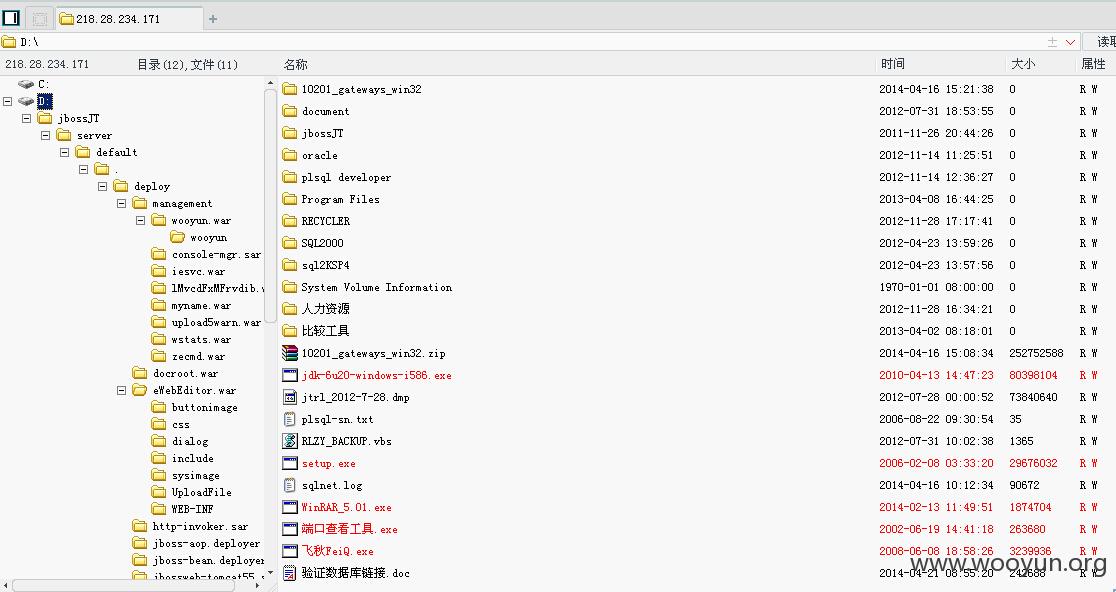 218.28.234.171
D:\ 读取
218.28.234.171 目录(12),文件(11) 名称 时间 大小 属性
C:
D:
jbossJT
server
default
.
deploy
management
wooyun.war
wooyun
console-mgr.sar
iesvc.war
lMvcdFxMFrvdib.w
myname.war
upload5warn.war
wstats.war
zecmd.war
docroot.war
eWebEditor.war
buttonimage
css
dialog
include
sysimage
UploadFile
WEB-INF
http-invoker.sar
jboss-aop.deployer
jboss-bean.deployer
jbossweb-tomcat55.s
10201_gateways_win32 2014-04-16 15:21:38 0 R W
document 2012-07-31 18:53:55 0 R W
jbossJT 2011-11-26 20:44:26 0 R W
oracle 2012-11-14 11:25:51 0 R W
plsql developer 2012-11-14 12:36:27 0 R W
Program Files 2013-04-08 16:44:25 0 R W
RECYCLER 2012-11-28 17:17:41 0 R W
SQL2000 2012-04-23 13:59:26 0 R W
sql2KSP4 2012-04-23 13:57:56 0 R W
System Volume Information 1970-01-01 08:00:00 0 R W
人力资源 2012-11-28 16:34:21 0 R W
比较工具 2013-04-02 08:18:01 0 R W
10201_gateways_win32.zip 2014-04-16 15:08:34 252752588 R W
jdk-6u20-windows-i586.exe 2010-04-13 14:47:23 80398104 R W
jtrl_2012-7-28.dmp 2012-07-28 00:00:52 73840640 R W
plsql-sn.txt 2006-08-22 09:30:54 35 R W
RLZY_BACKUP.vbs 2012-07-31 10:02:38 1365 R W
setup.exe 2006-02-08 03:33:20 29676032 R W
sqlnet.log 2014-04-16 10:12:34 90672 R W
WinRAR_5.01.exe 2014-02-13 11:49:51 1874704 R W
端口查看工具.exe 2002-06-19 14:41:18 263680 R W
飞秋FeiQ.exe 2008-06-08 18:58:26 3239936 R W
验证数据库链接.doc 2014-04-21 08:55:20 242688 R W
www.wooyun.org